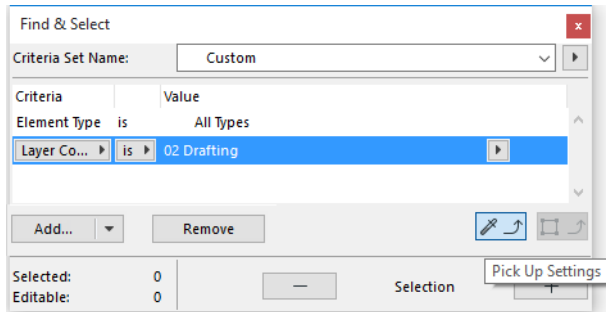 Find & Select
x
Criteria Set Name: Custom
Criteria Value
Element Type is All Types
Layer Co... is 02 Drafting
Add... Remove
Pick Up Settings
Selected: 0
Editable: 0
Selection